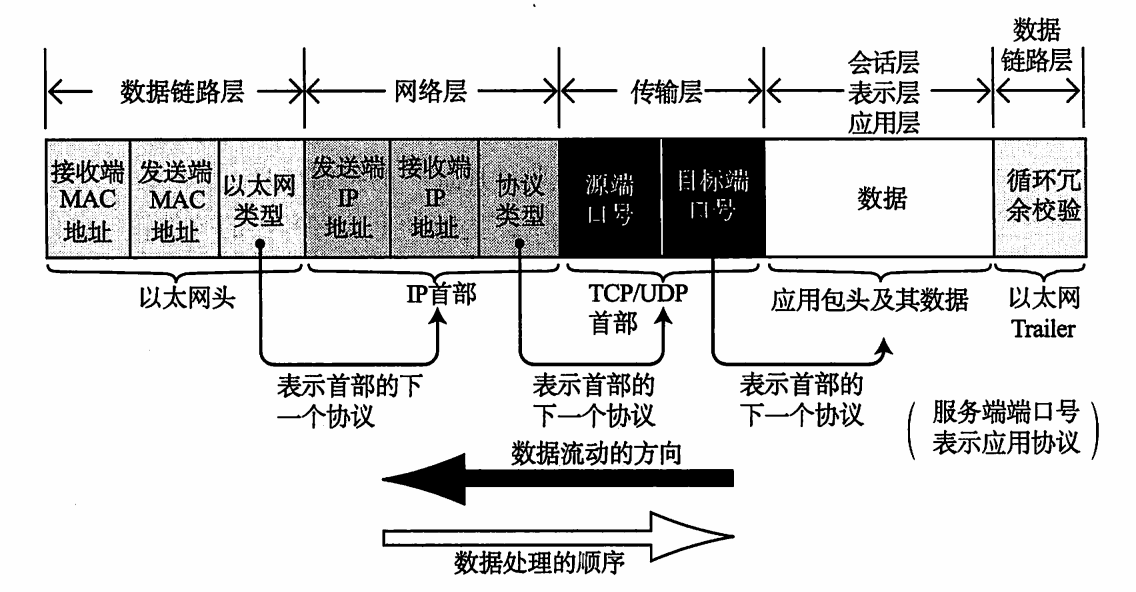 数据链路层
网络层
传输层
会话层
表示层
应用层
数据
链路层
接收端
MAC
地址
发送端
MAC
地址
以太网
类型
发送端
IP
地址
接收端
IP
地址
协议
类型
源端
口号
目标端
口号
数据
循环冗
余校验
以太网头
IP首部
TCP/UDP
首部
应用包头及其数据
以太网
Trailer
表示首部的下
一个协议
表示首部的
下一个协议
表示首部的
下一个协议
(服务端端口号
表示应用协议)
数据流动的方向
数据处理的顺序